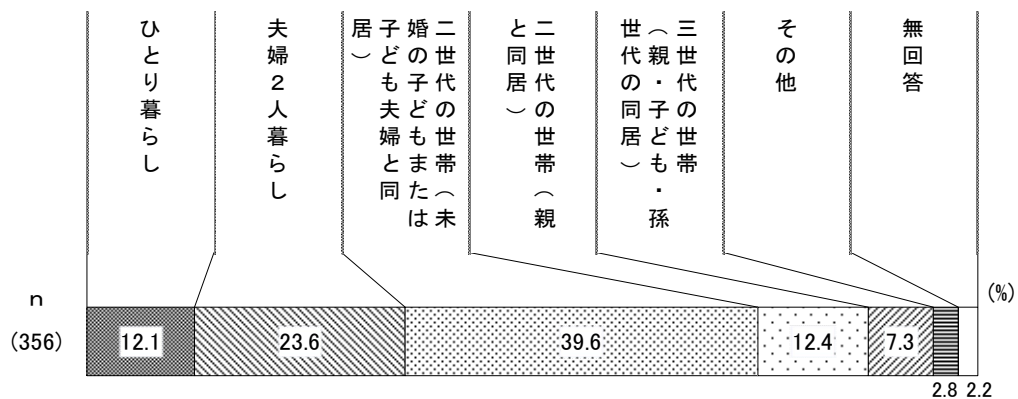 ひとり暮らし
夫婦２人暮らし
二世代の世帯（未
婚の子どもまたは
子ども夫婦と同
居）
二世代の世帯（親
と同居）
三世代の世帯
（親・子ども・孫
世代の同居）
その他
無回答
n
(%)
(356)
12.1
23.6
39.6
12.4
7.3
2.8
2.2